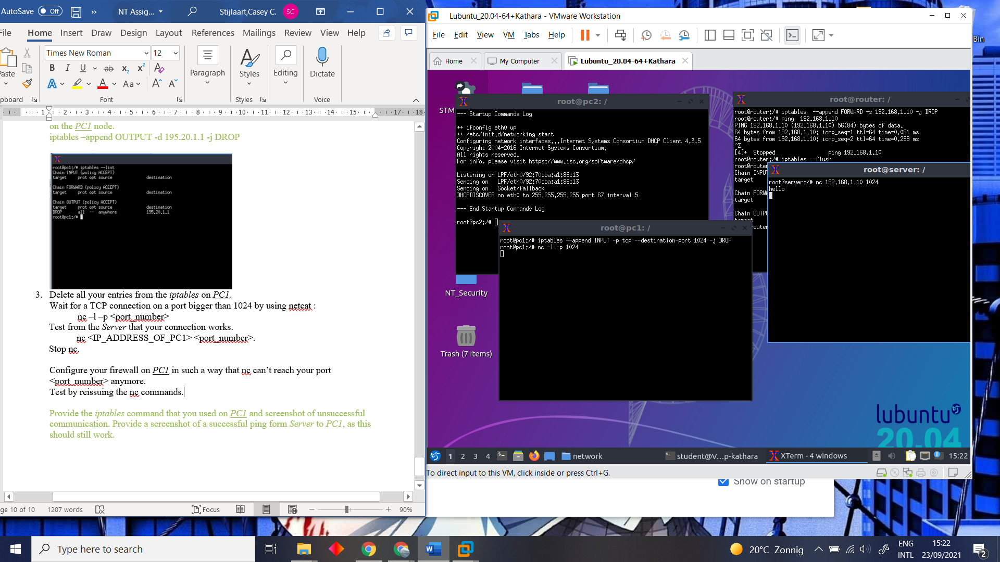 AutoSave Off » NT Assig... Stijlaart,Casey C. SC
File Home Insert Draw Design Layout References Mailings Review View Help
Paste Times New Roman 12 Paragraph Styles Editing Dictate
B I U ab x₂ x² A
A A Aa A A
Clipboard Font Styles Voice
1 2 3 4 5 6 7 8 9 10 11 12 13 14 15 17 18
on the PC1 node.
iptables –append OUTPUT -d 195.20.1.1 -j DROP
root@pc1:/# iptables --list
Chain INPUT (policy ACCEPT)
target prot opt source destination
Chain FORWARD (policy ACCEPT)
target prot opt source destination
Chain OUTPUT (policy ACCEPT)
target prot opt source destination
DROP all -- anywhere 195.20.1.1
root@pc1:/#
3. Delete all your entries from the iptables on PC1.
Wait for a TCP connection on a port bigger than 1024 by using netcat :
nc –l –p <port_number>
Test from the Server that your connection works.
nc <IP_ADDRESS_OF_PC1> <port_number>.
Stop nc.
Configure your firewall on PC1 in such a way that nc can’t reach your port
<port_number> anymore.
Test by reissuing the nc commands.
Provide the iptables command that you used on PC1 and screenshot of unsuccessful
communication. Provide a screenshot of a successful ping form Server to PC1, as this
should still work.
ge 10 of 10 1207 words Focus 90%
Lubuntu_20.04-64+Kathara - VMware Workstation
File Edit View VM Tabs Help
Home My Computer Lubuntu_20.04-64+Kathara
Bin
STM
root@pc2: /
--- Startup Commands Log
++ ifconfig eth0 up
++ /etc/init.d/networking start
Configuring network interfaces...Internet Systems Consortium DHCP Client 4.3.5
Copyright 2004-2016 Internet Systems Consortium.
All rights reserved.
For info, please visit https://www.isc.org/software/dhcp/
Listening on LPF/eth0/92:70:ba:a1:86:13
Sending on LPF/eth0/92:70:ba:a1:86:13
Sending on Socket/fallback
DHCPDISCOVER on eth0 to 255.255.255.255 port 67 interval 5
--- End Startup Commands Log
root@pc2:/#
root@router: /
root@router:/# iptables --append FORWARD -s 192.168.1.10 -j DROP
root@router:/# ping 192.168.1.10
PING 192.168.1.10 (192.168.1.10) 56(84) bytes of data.
64 bytes from 192.168.1.10: icmp_seq=1 ttl=64 time=0.061 ms
64 bytes from 192.168.1.10: icmp_seq=2 ttl=64 time=0.299 ms
^Z
[4]+ Stopped ping 192.168.1.10
root@router:/# iptables --flush
root@route
Chain INPU
target
Chain FORW
target
Chain OUTP
target
router
root@server: /
root@server:/# nc 192.168.1.10 1024
hello
root@pc1: /
root@pc1:/# iptables --append INPUT -p tcp --destination-port 1024 -j DROP
root@pc1:/# nc -l -p 1024
NT_Security
Trash (7 items)
lubuntu
20.04
1 2 3 4 network student@V...p-kathara XTerm - 4 windows 15:22
To direct input to this VM, click inside or press Ctrl+G.
Show on startup
Type here to search 20°C Zonnig ENG 15:22
INTL 23/09/2021 2